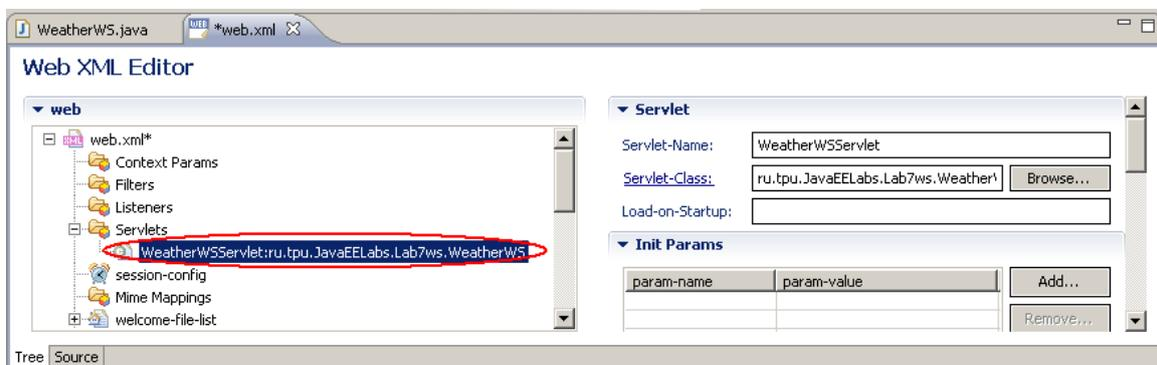 WeatherWS.java
*web.xml
Web XML Editor
web
web.xml*
Context Params
Filters
Listeners
Servlets
WeatherWSServlet:ru.tpu.JavaEELabs.Lab7ws.WeatherWS
session-config
Mime Mappings
welcome-file-list
Servlet
Servlet-Name: WeatherWSServlet
Servlet-Class: ru.tpu.JavaEELabs.Lab7ws.Weather Browse...
Load-on-Startup:
Init Params
param-name param-value Add...
Remove...
Tree Source